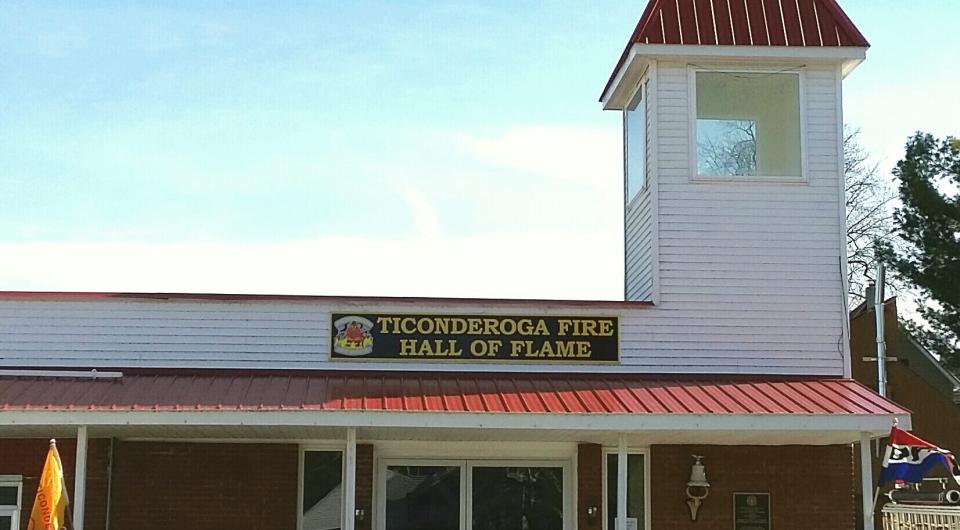 TICONDEROGA FIRE
HALL OF FLAME